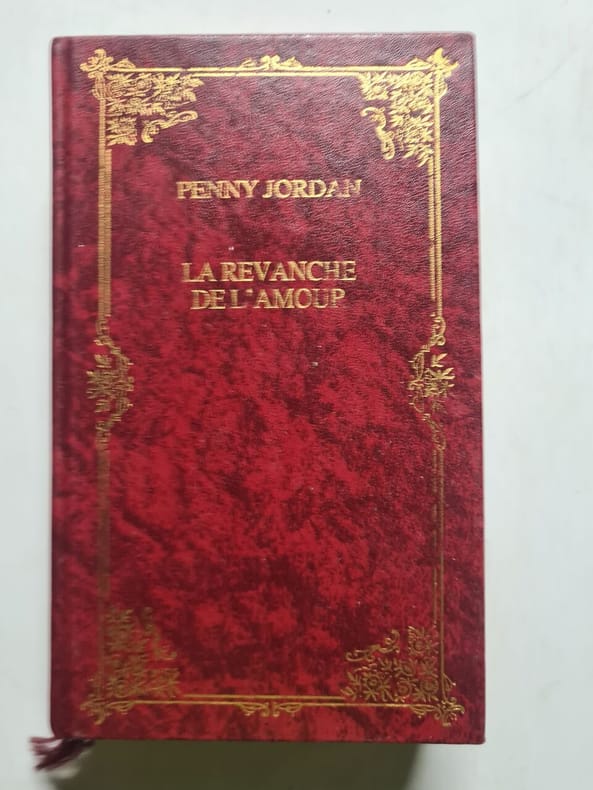 PENNY JORDAN
LA REVANCHE
DE L'AMOUP